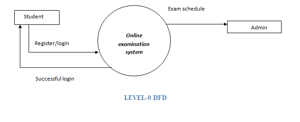 Exam schedule
Student
Admin
Register/login
Online
examination
system
Successful login
LEVEL-0 DFD